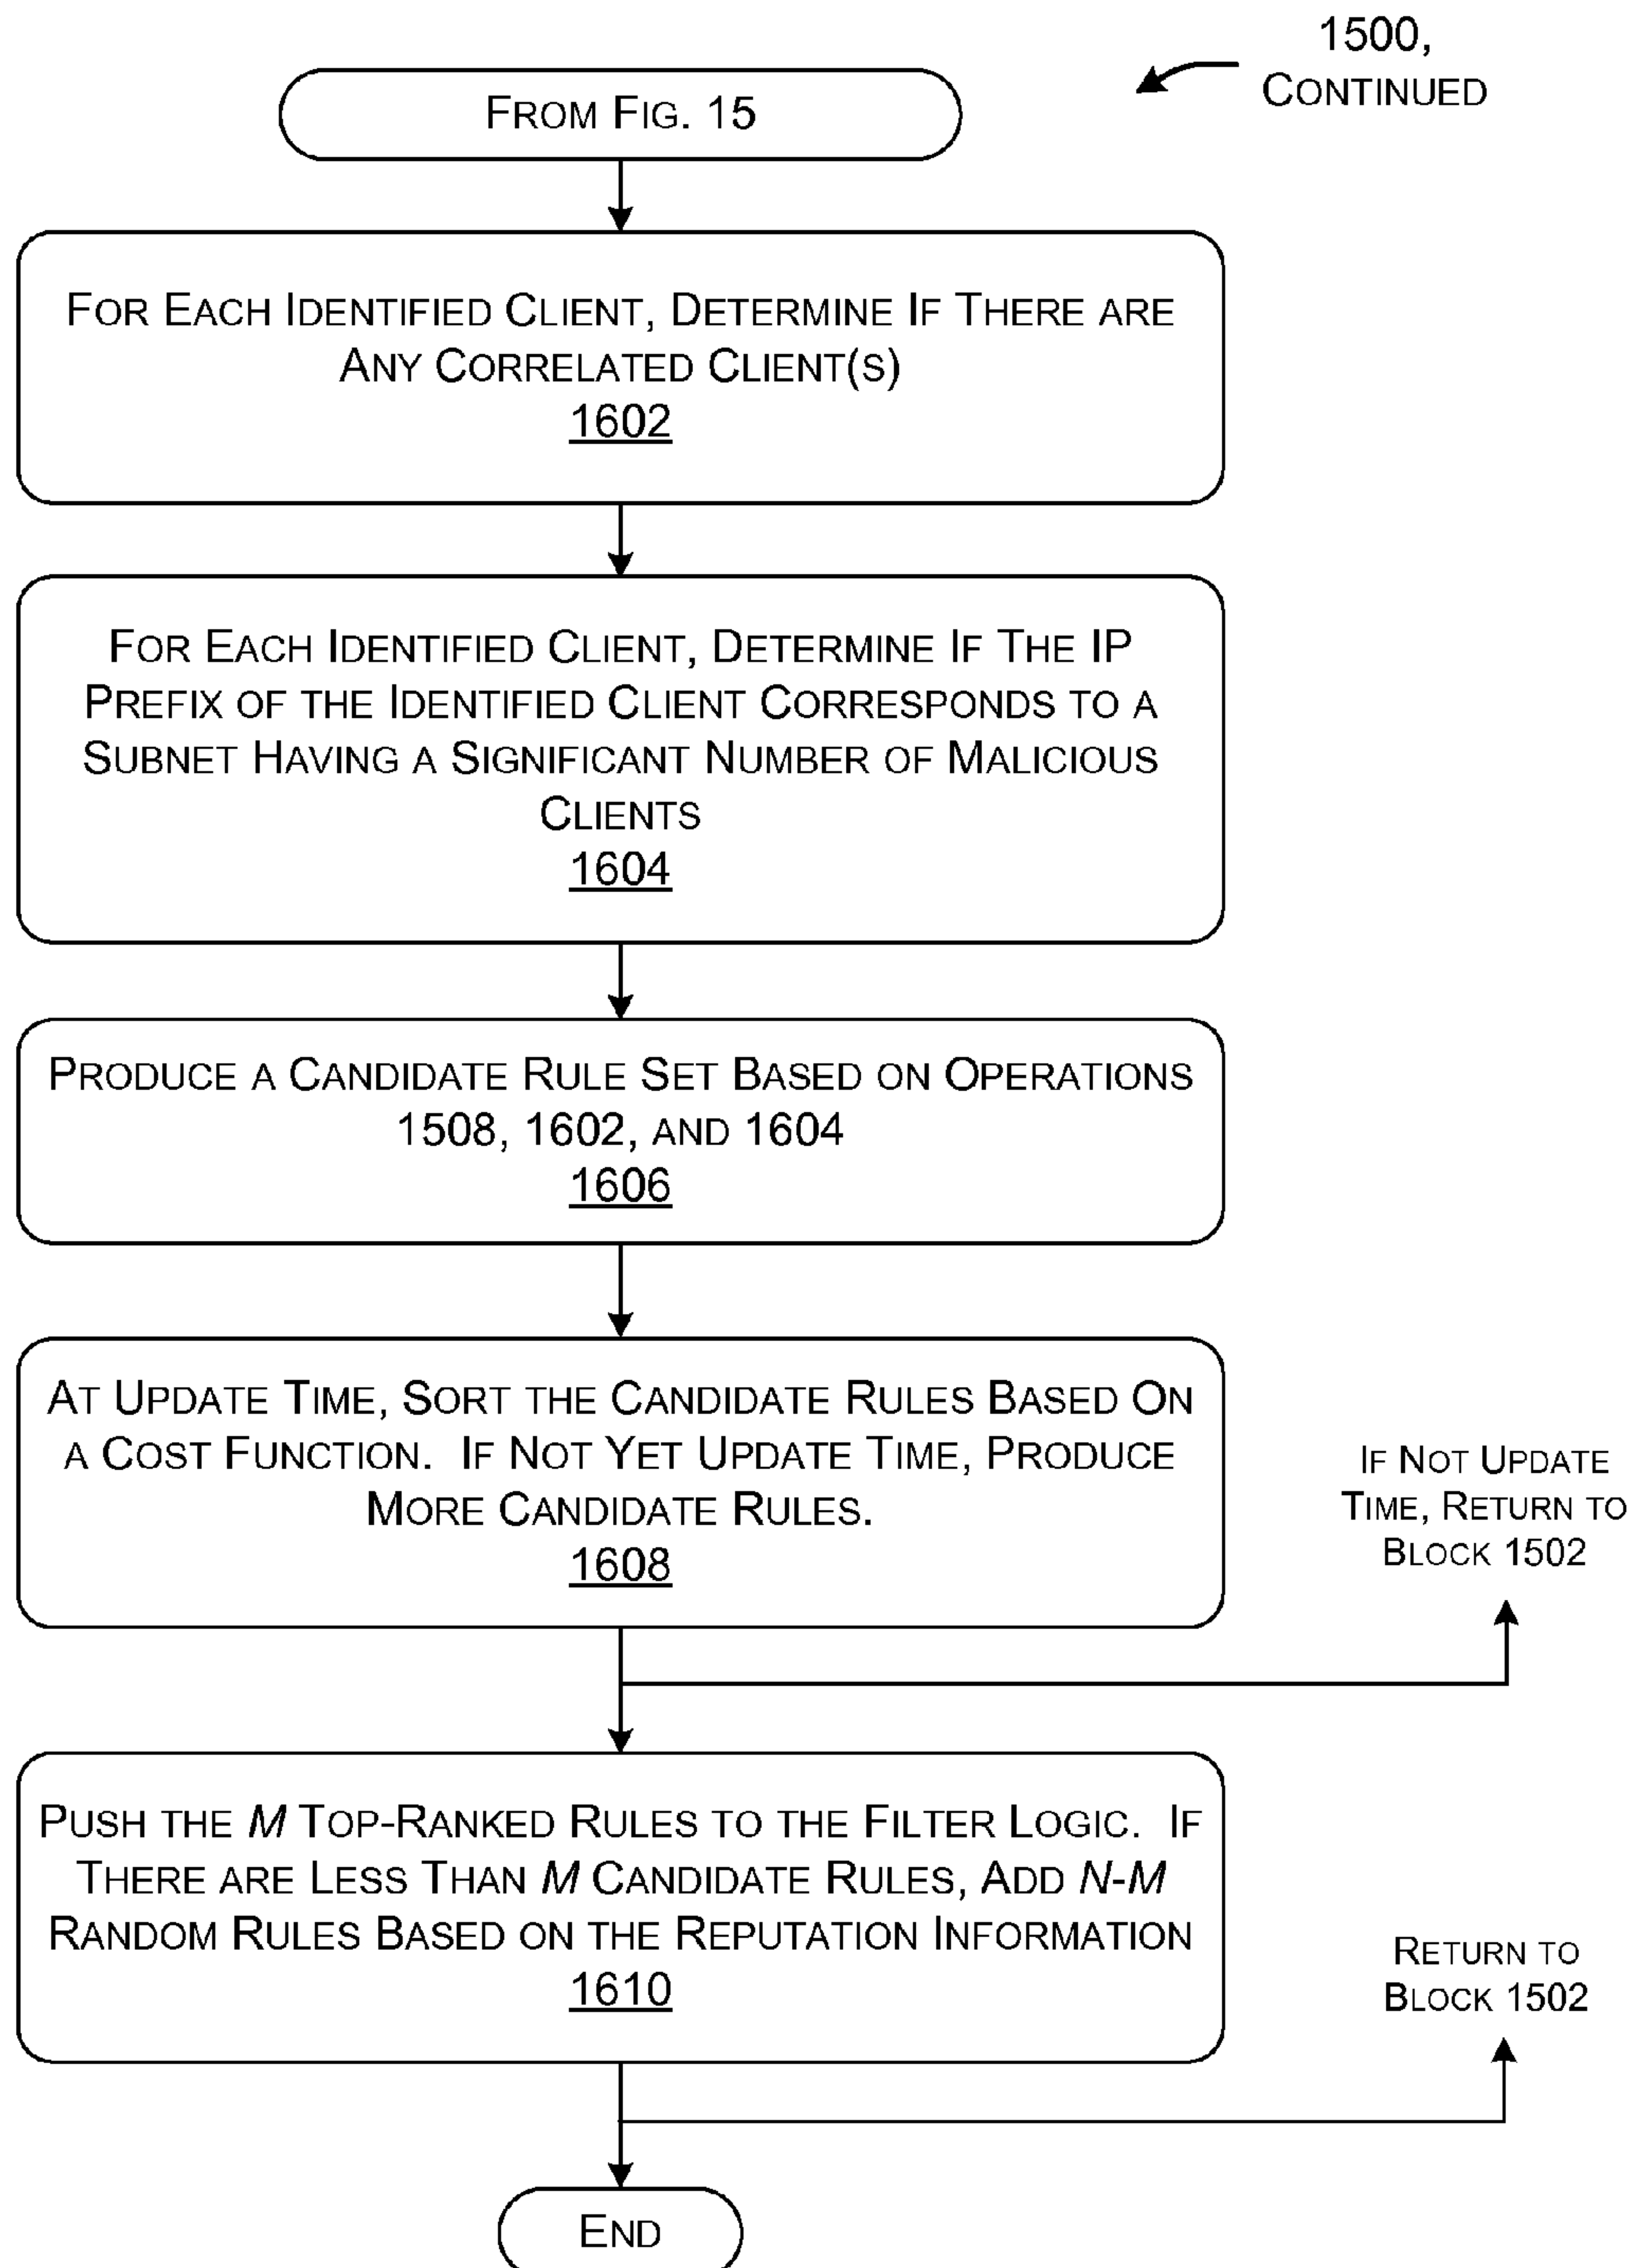 1500,
CONTINUED
FROM FIG. 15
FOR EACH IDENTIFIED CLIENT, DETERMINE IF THERE ARE
ANY CORRELATED CLIENT(S)
1602
FOR EACH IDENTIFIED CLIENT, DETERMINE IF THE IP
PREFIX OF THE IDENTIFIED CLIENT CORRESPONDS TO A
SUBNET HAVING A SIGNIFICANT NUMBER OF MALICIOUS
CLIENTS
1604
PRODUCE A CANDIDATE RULE SET BASED ON OPERATIONS
1508, 1602, AND 1604
1606
AT UPDATE TIME, SORT THE CANDIDATE RULES BASED ON
A COST FUNCTION. IF NOT YET UPDATE TIME, PRODUCE
MORE CANDIDATE RULES.
1608
IF NOT UPDATE
TIME, RETURN TO
BLOCK 1502
PUSH THE M TOP-RANKED RULES TO THE FILTER LOGIC. IF
THERE ARE LESS THAN M CANDIDATE RULES, ADD N-M
RANDOM RULES BASED ON THE REPUTATION INFORMATION
1610
RETURN TO
BLOCK 1502
END